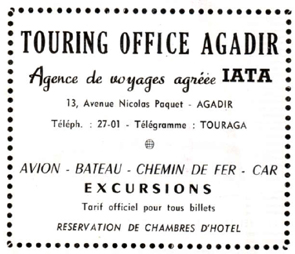 TOURING OFFICE AGADIR
Agence de voyages agréée IATA
13, Avenue Nicolas Paquet - AGADIR
Téléph. : 27-01 - Télégramme : TOURAGA
AVION - BATEAU - CHEMIN DE FER - CAR
EXCURSIONS
Tarif officiel pour tous billets
RESERVATION DE CHAMBRES D'HOTEL